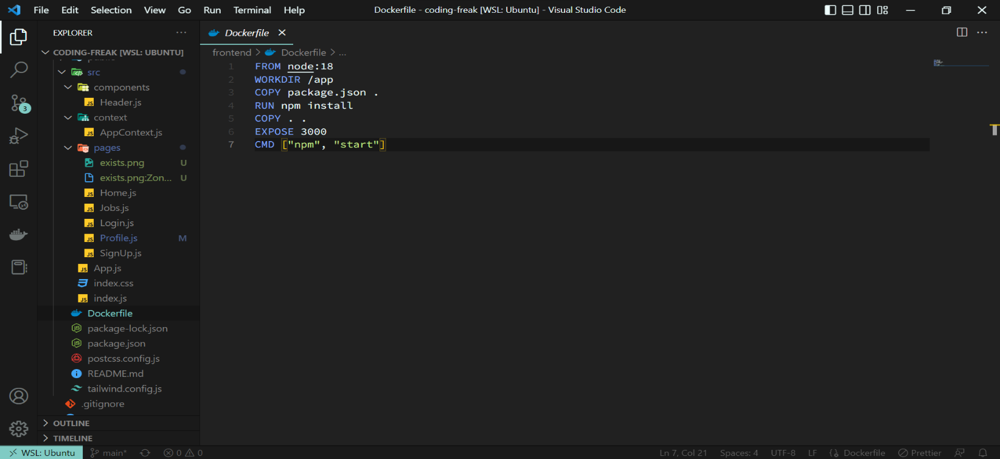 File Edit Selection View Go Run Terminal Help
Dockerfile - coding-freak [WSL: Ubuntu] - Visual Studio Code
EXPLORER
CODING-FREAK [WSL: UBUNTU]
src
components
Header.js
context
AppContext.js
pages
exists.png U
exists.png:Zon... U
Home.js
Jobs.js
Login.js
Profile.js M
SignUp.js
App.js
index.css
index.js
Dockerfile
package-lock.json
package.json
postcss.config.js
README.md
tailwind.config.js
.gitignore
OUTLINE
TIMELINE
3
Dockerfile
frontend > Dockerfile > ...
1 FROM node:18
2 WORKDIR /app
3 COPY package.json .
4 RUN npm install
5 COPY . .
6 EXPOSE 3000
7 CMD ["npm", "start"]
WSL: Ubuntu main* 0 0 Ln 7, Col 21 Spaces: 4 UTF-8 LF Dockerfile Prettier